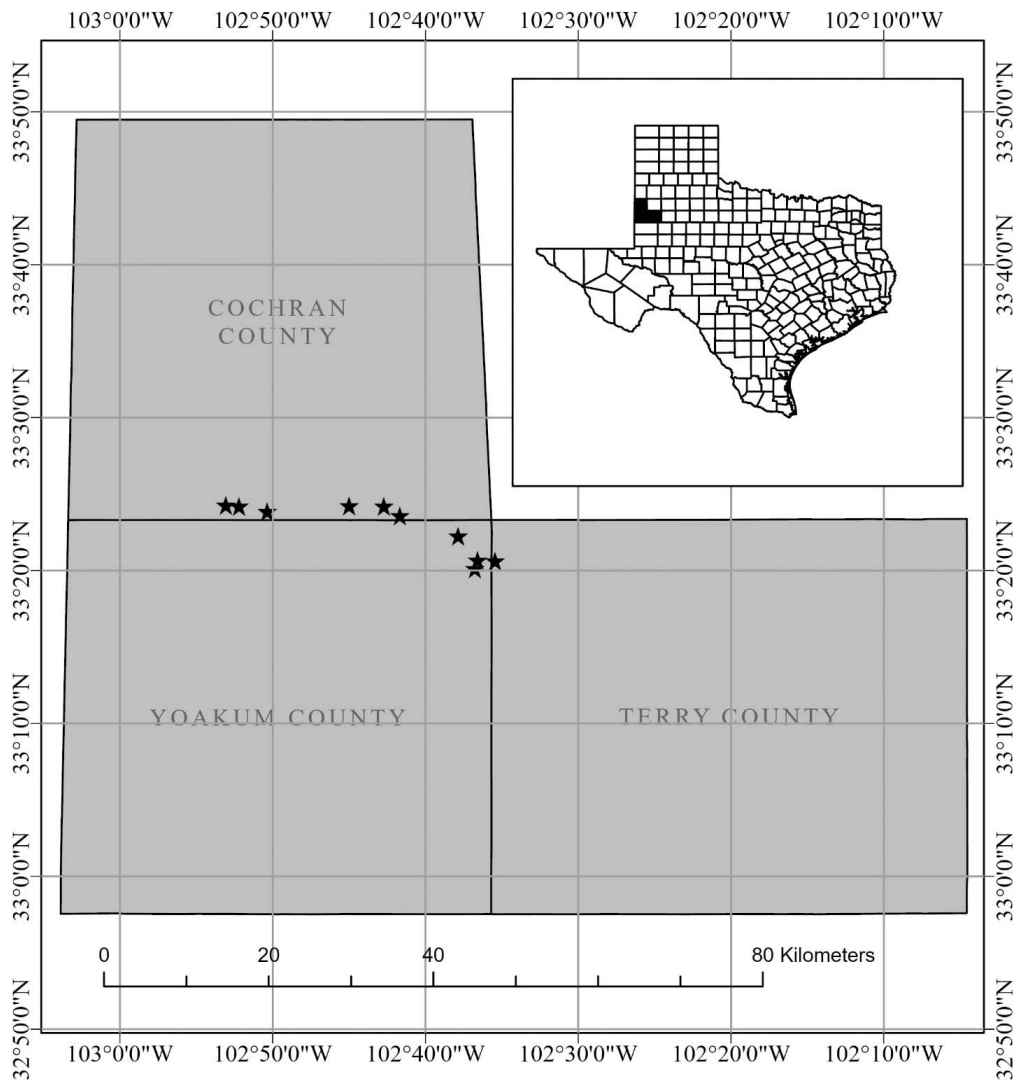 103°0'0"W 102°50'0"W 102°40'0"W 102°30'0"W 102°20'0"W 102°10'0"W
33°50'0"N
33°40'0"N
33°30'0"N
33°20'0"N
33°10'0"N
33°0'0"N
32°50'0"N
COCHRAN
COUNTY
YOAKUM COUNTY
TERRY COUNTY
0 20 40 80 Kilometers
33°50'0"N
33°40'0"N
33°30'0"N
33°20'0"N
33°10'0"N
33°0'0"N
32°50'0"N
103°0'0"W 102°50'0"W 102°40'0"W 102°30'0"W 102°20'0"W 102°10'0"W